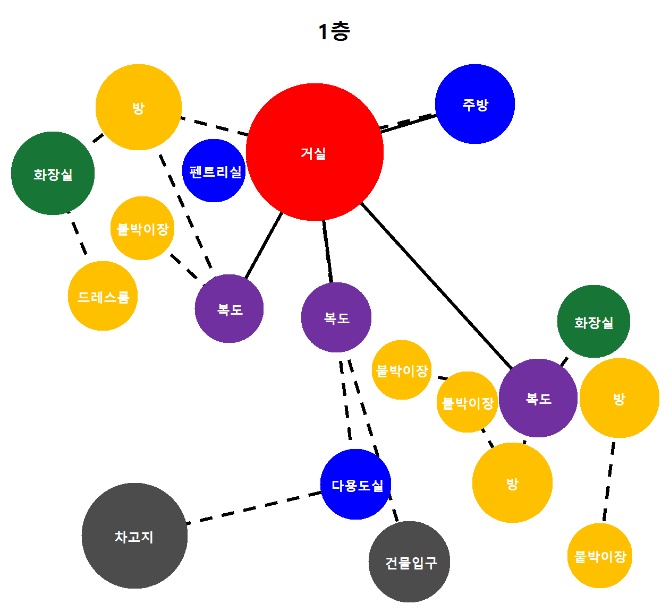 1층
방
주방
거실
화장실
펜트리실
붙박이장
드레스룸
복도
복도
화장실
붙박이장
붙박이장
복도
방
방
다용도실
차고지
건물입구
붙박이장